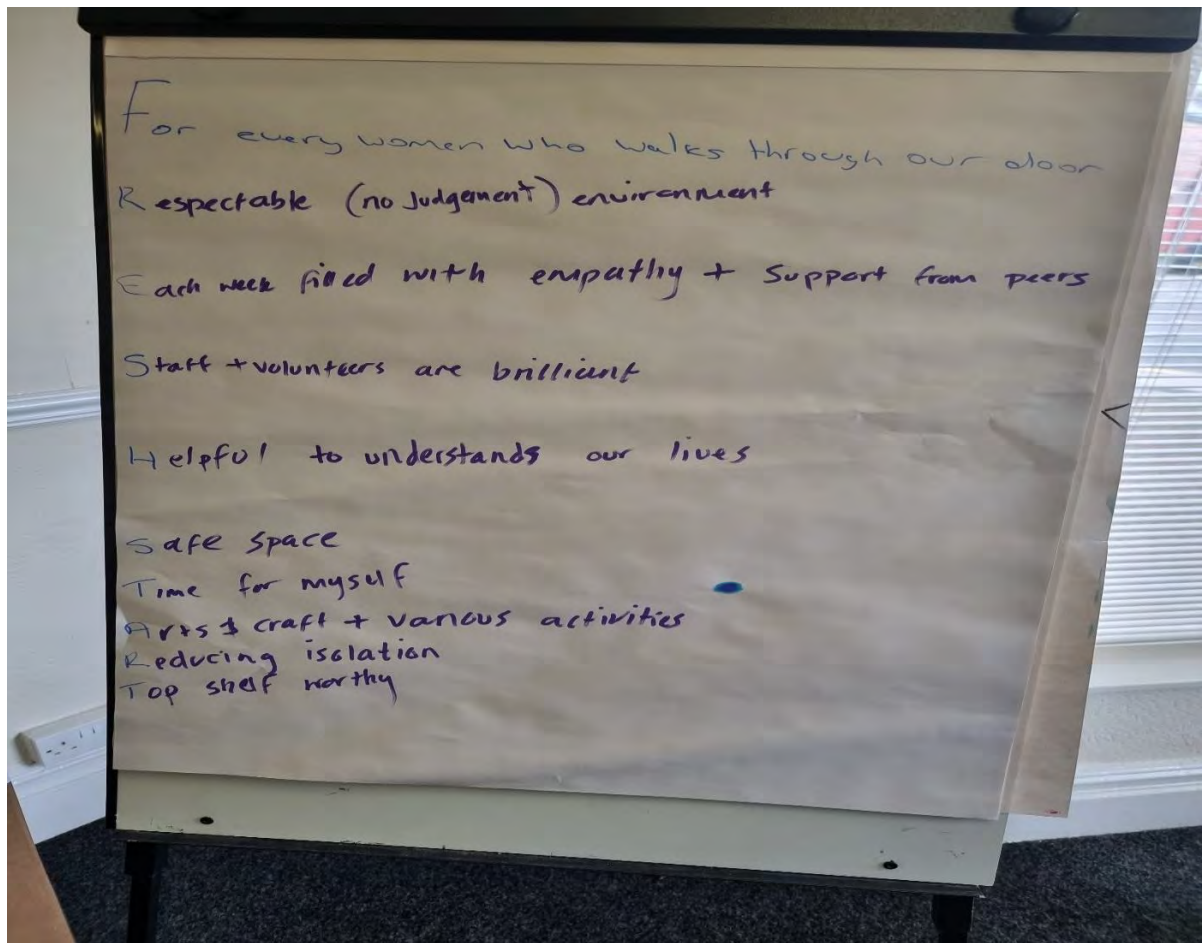 For every women who walks through our door
Respectable (no Judgement) environment
Each week filled with empathy + Support from peers
Staff + volunteers are brilliant
Helpful to understands our lives
Safe space
Time for myself
Arts & craft + various activities
Reducing isolation
Top shelf worthy